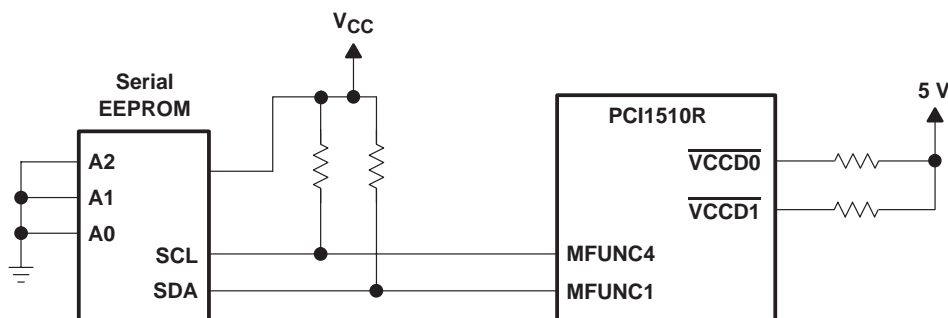 VCC
Serial
EEPROM
5 V
PCI1510R
A2
VCCD0
A1
VCCD1
A0
SCL
MFUNC4
SDA
MFUNC1